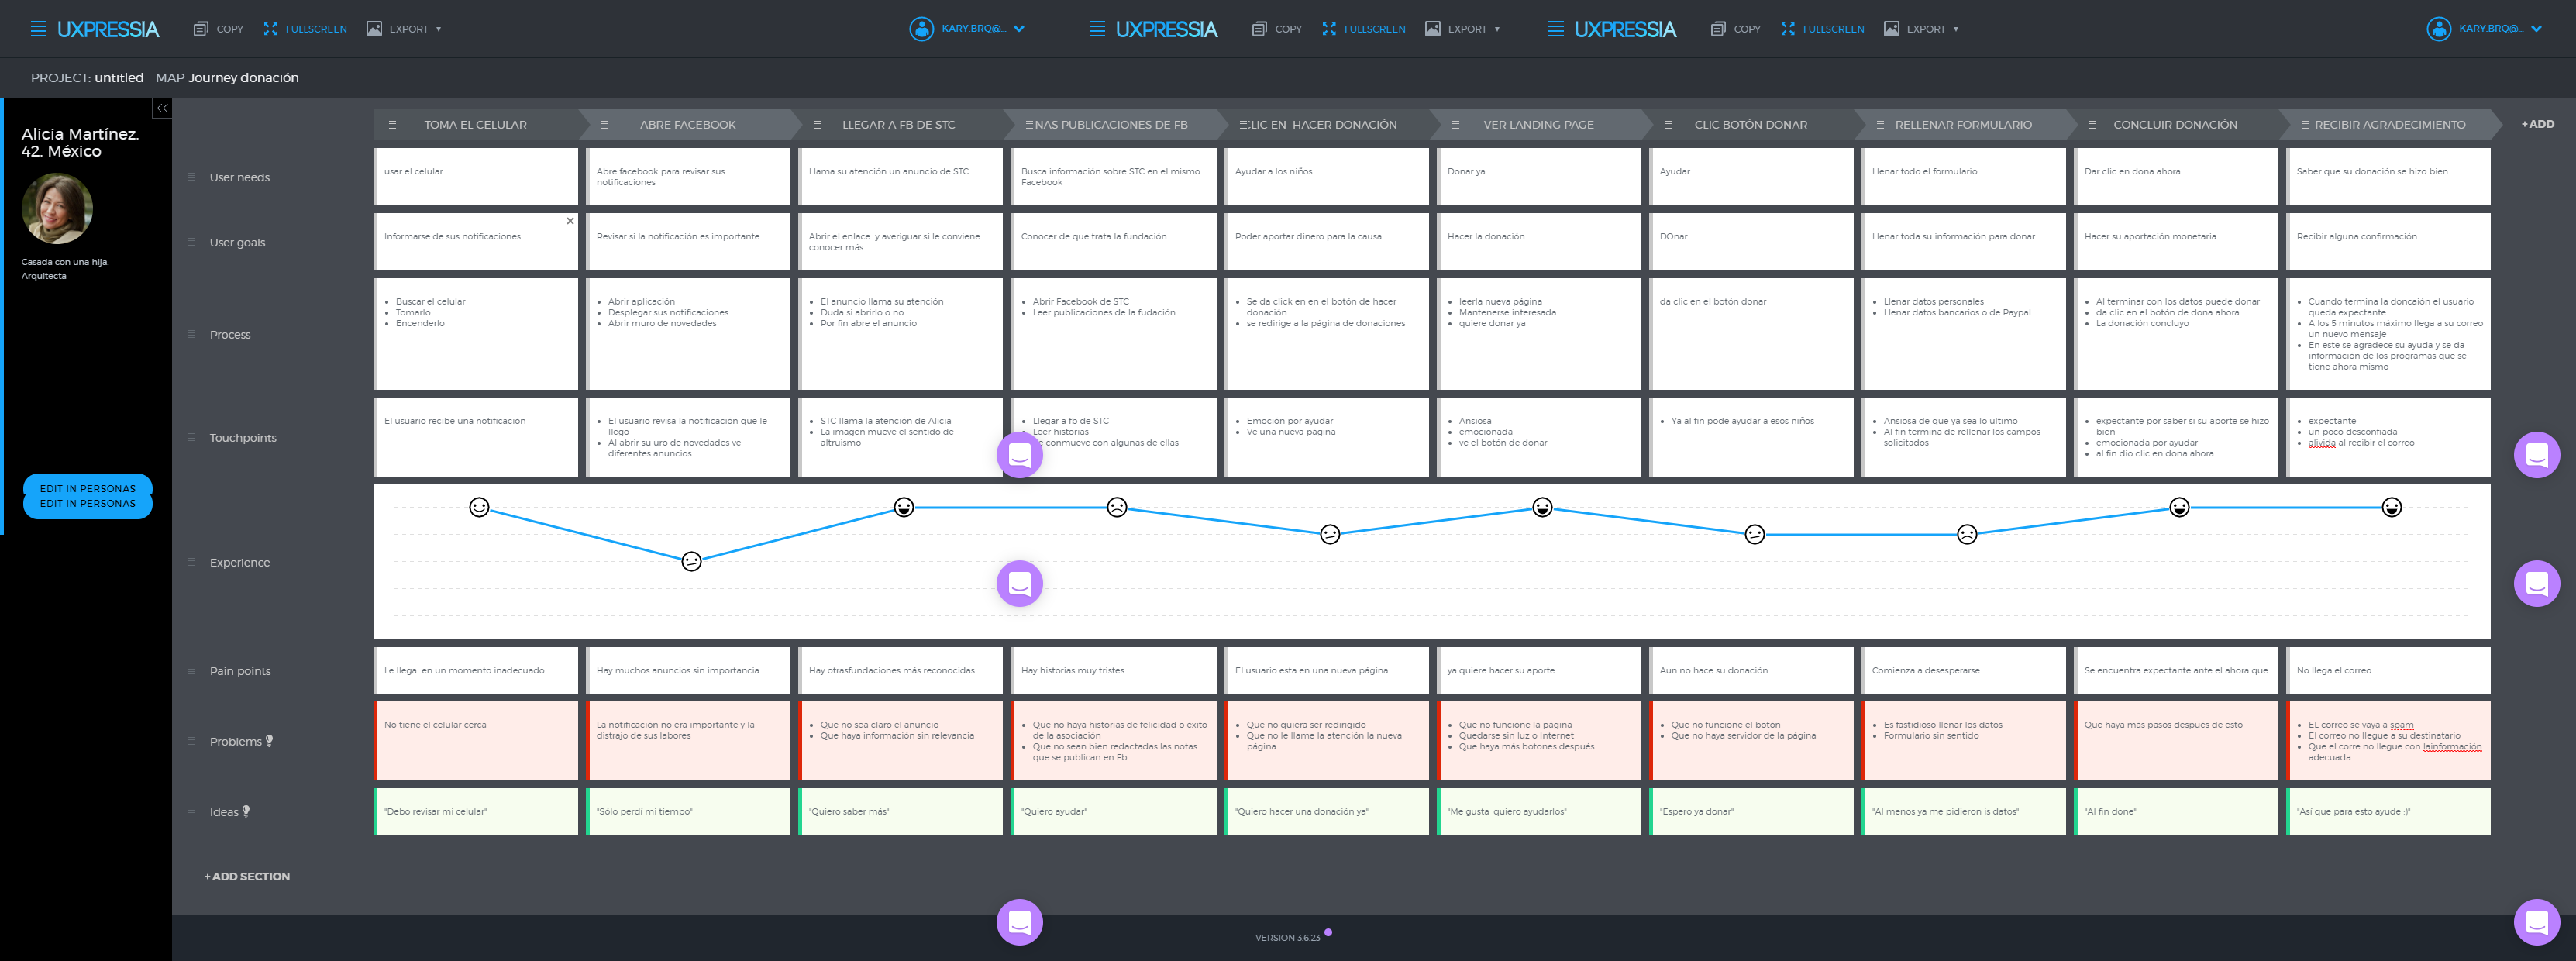 UXPRESSIA COPY FULLSCREEN EXPORT KARY.BRQ@... UXPRESSIA COPY FULLSCREEN EXPORT UXPRESSIA COPY FULLSCREEN EXPORT KARY.BRQ@...
PROJECT: untitled MAP Journey donación
Alicia Martínez,
42, México
Casada con una hija.
Arquitecta
EDIT IN PERSONAS
EDIT IN PERSONAS
TOMA EL CELULAR ABRE FACEBOOK LLEGAR A FB DE STC NAS PUBLICACIONES DE FB CLIC EN HACER DONACIÓN VER LANDING PAGE CLIC BOTÓN DONAR RELLENAR FORMULARIO CONCLUIR DONACIÓN RECIBIR AGRADECIMIENTO +ADD
User needs
usar el celular
Abre facebook para revisar sus
notificaciones
Llama su atención un anuncio de STC
Busca información sobre STC en el mismo
Facebook
Ayudar a los niños
Donar ya
Ayudar
Llenar todo el formulario
Dar clic en dona ahora
Saber que su donación se hizo bien
User goals
Informarse de sus notificaciones
Revisar si la notificación es importante
Abrir el enlace y averiguar si le conviene
conocer más
Conocer de que trata la fundación
Poder aportar dinero para la causa
Hacer la donación
DOnar
Llenar toda su información para donar
Hacer su aportación monetaria
Recibir alguna confirmación
Process
• Buscar el celular
• Tomarlo
• Encenderlo
• Abrir aplicación
• Desplegar sus notificaciones
• Abrir muro de novedades
• El anuncio llama su atención
• Duda si abrirlo o no
• Por fin abre el anuncio
• Abrir Facebook de STC
• Leer publicaciones de la fudación
• Se da click en en el botón de hacer
donación
• se redirige a la página de donaciones
• leerla nueva página
• Mantenerse interesada
• quiere donar ya
da clic en el botón donar
• Llenar datos personales
• Llenar datos bancarios o de Paypal
• Al terminar con los datos puede donar
• da clic en el botón de dona ahora
• La donación concluyo
• Cuando termina la doncaión el usuario
queda expectante
• A los 5 minutos máximo llega a su correo
un nuevo mensaje
• En este se agradece su ayuda y se da
información de los programas que se
tiene ahora mismo
Touchpoints
El usuario recibe una notificación
• El usuario revisa la notificación que le
llego
• Al abrir su uro de novedades ve
diferentes anuncios
• STC llama la atención de Alicia
• La imagen mueve el sentido de
altruismo
• Llegar a fb de STC
Leer historias
e conmueve con algunas de ellas
• Emoción por ayudar
• Ve una nueva página
• Ansiosa
• emocionada
• ve el botón de donar
• Ya al fin podé ayudar a esos niños
• Ansiosa de que ya sea lo ultimo
• Al fin termina de rellenar los campos
solicitados
• expectante por saber si su aporte se hizo
bien
• emocionada por ayudar
• al fin dio clic en dona ahora
• expectante
• un poco desconfiada
• alivida al recibir el correo
Experience
Pain points
Le llega en un momento inadecuado
Hay muchos anuncios sin importancia
Hay otrasfundaciones más reconocidas
Hay historias muy tristes
El usuario esta en una nueva página
ya quiere hacer su aporte
Aun no hace su donación
Comienza a desesperarse
Se encuentra expectante ante el ahora que
No llega el correo
Problems
No tiene el celular cerca
La notificación no era importante y la
distrajo de sus labores
• Que no sea claro el anuncio
• Que haya información sin relevancia
• Que no haya historias de felicidad o éxito
de la asociación
• Que no sean bien redactadas las notas
que se publican en Fb
• Que no quiera ser redirigido
• Que no le llame la atención la nueva
página
• Que no funcione la página
• Quedarse sin luz o Internet
• Que haya más botones después
• Que no funcione el botón
• Que no haya servidor de la página
• Es fastidioso llenar los datos
• Formulario sin sentido
Que haya más pasos después de esto
• EL correo se vaya a spam
• El correo no llegue a su destinatario
• Que el corre no llegue con lainformación
adecuada
Ideas
"Debo revisar mi celular"
"Sólo perdí mi tiempo"
"Quiero saber más"
"Quiero ayudar"
"Quiero hacer una donación ya"
"Me gusta, quiero ayudarlos"
"Espero ya donar"
"Al menos ya me pidieron is datos"
"Al fin done"
"Así que para esto ayude :)"
+ADD SECTION
VERSION 3.6.23